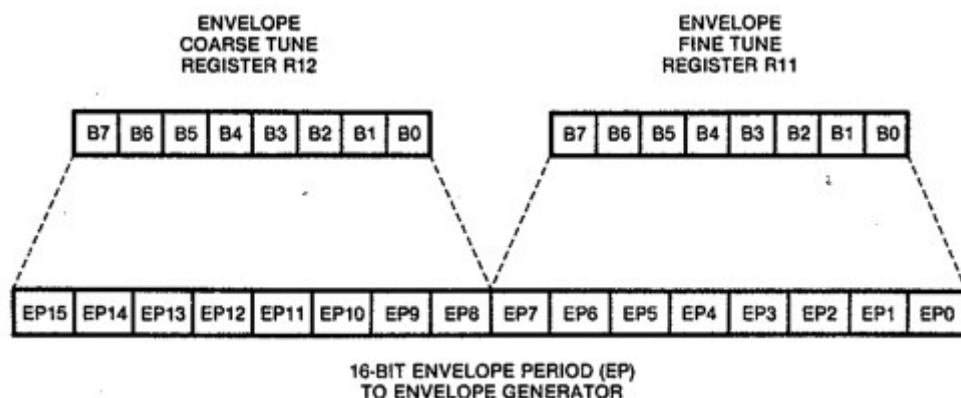 ENVELOPE
COARSE TUNE
REGISTER R12
ENVELOPE
FINE TUNE
REGISTER R11
B7 B6 B5 B4 B3 B2 B1 B0
B7 B6 B5 B4 B3 B2 B1 B0
EP15 EP14 EP13 EP12 EP11 EP10 EP9 EP8 EP7 EP6 EP5 EP4 EP3 EP2 EP1 EP0
16-BIT ENVELOPE PERIOD (EP)
TO ENVELOPE GENERATOR